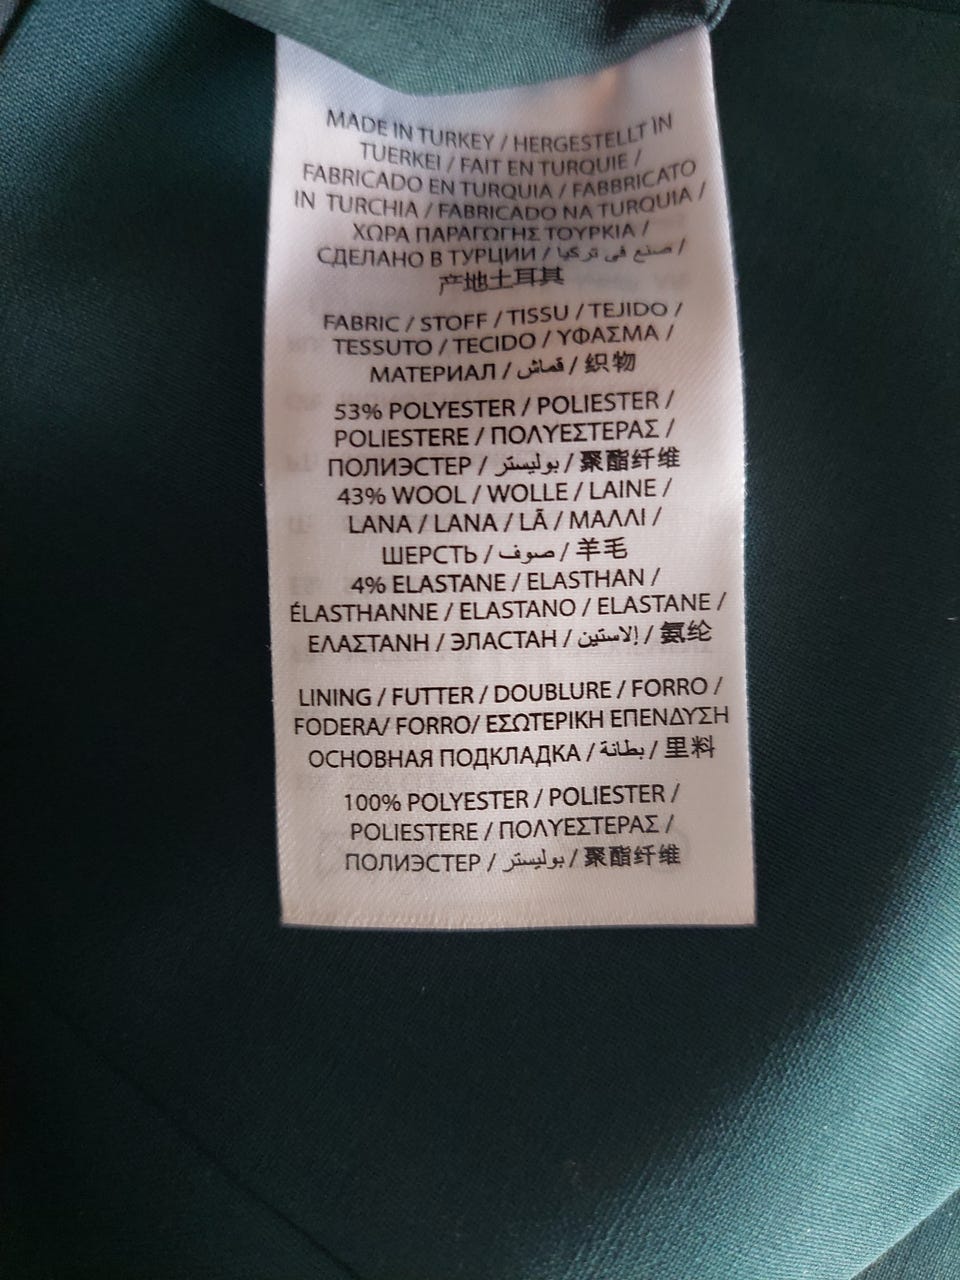 MADE IN TURKEY / HERGESTELLT IN
TUERKEI / FAIT EN TURQUIE /
FABRICADO EN TURQUIA / FABBRICATO
IN TURCHIA / FABRICADO NA TURQUIA /
ΧΩΡΑ ΠΑΡΑΓΩΓΗΣ ΤΟΥΡΚΙΑ /
СДЕЛАНО В ТУРЦИИ / صنع في تركيا /
产地土耳其
FABRIC / STOFF / TISSU / TEJIDO /
TESSUTO / TECIDO / ΥΦΑΣΜΑ /
МАТЕРИАЛ / قماش / 织物
53% POLYESTER / POLIESTER /
POLIESTERE / ΠΟΛΥΕΣΤΕΡΑΣ /
ПОЛИЭСТЕР / بوليستر / 聚酯纤维
43% WOOL / WOLLE / LAINE /
LANA / LANA / LÃ / ΜΑΛΛΙ /
ШЕРСТЬ / صوف / 羊毛
4% ELASTANE / ELASTHAN /
ÉLASTHANNE / ELASTANO / ELASTANE /
ΕΛΑΣΤΑΝΗ / ЭЛАСТАН / إلاستين / 氨纶
LINING / FUTTER / DOUBLURE / FORRO /
FODERA/ FORRO/ ΕΣΩΤΕΡΙΚΗ ΕΠΕΝΔΥΣΗ
ОСНОВНАЯ ПОДКЛАДКА / بطانة / 里料
100% POLYESTER / POLIESTER /
POLIESTERE / ΠΟΛΥΕΣΤΕΡΑΣ /
ПОЛИЭСТЕР / بوليستر / 聚酯纤维